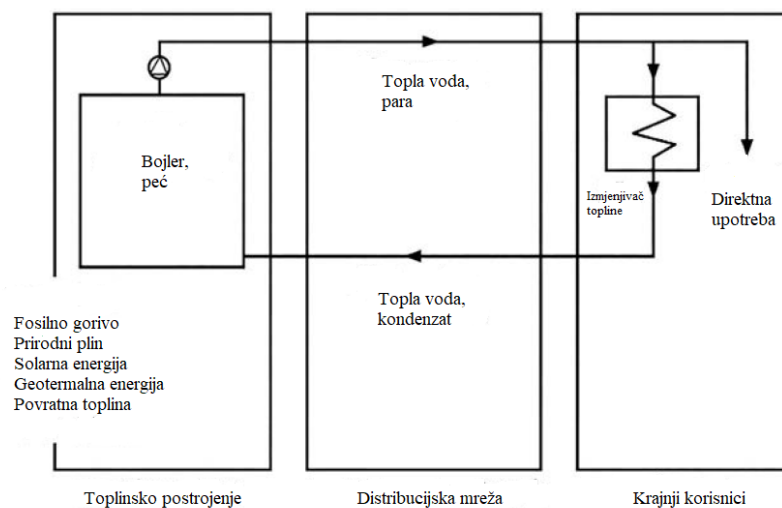 Topla voda,
para
Bojler,
peć
Izmjenjivač
topline
Direktna
upotreba
Topla voda,
kondenzat
Fosilno gorivo
Prirodni plin
Solarna energija
Geotermalna energija
Povratna toplina
Toplinsko postrojenje
Distribucijska mreža
Krajnji korisnici